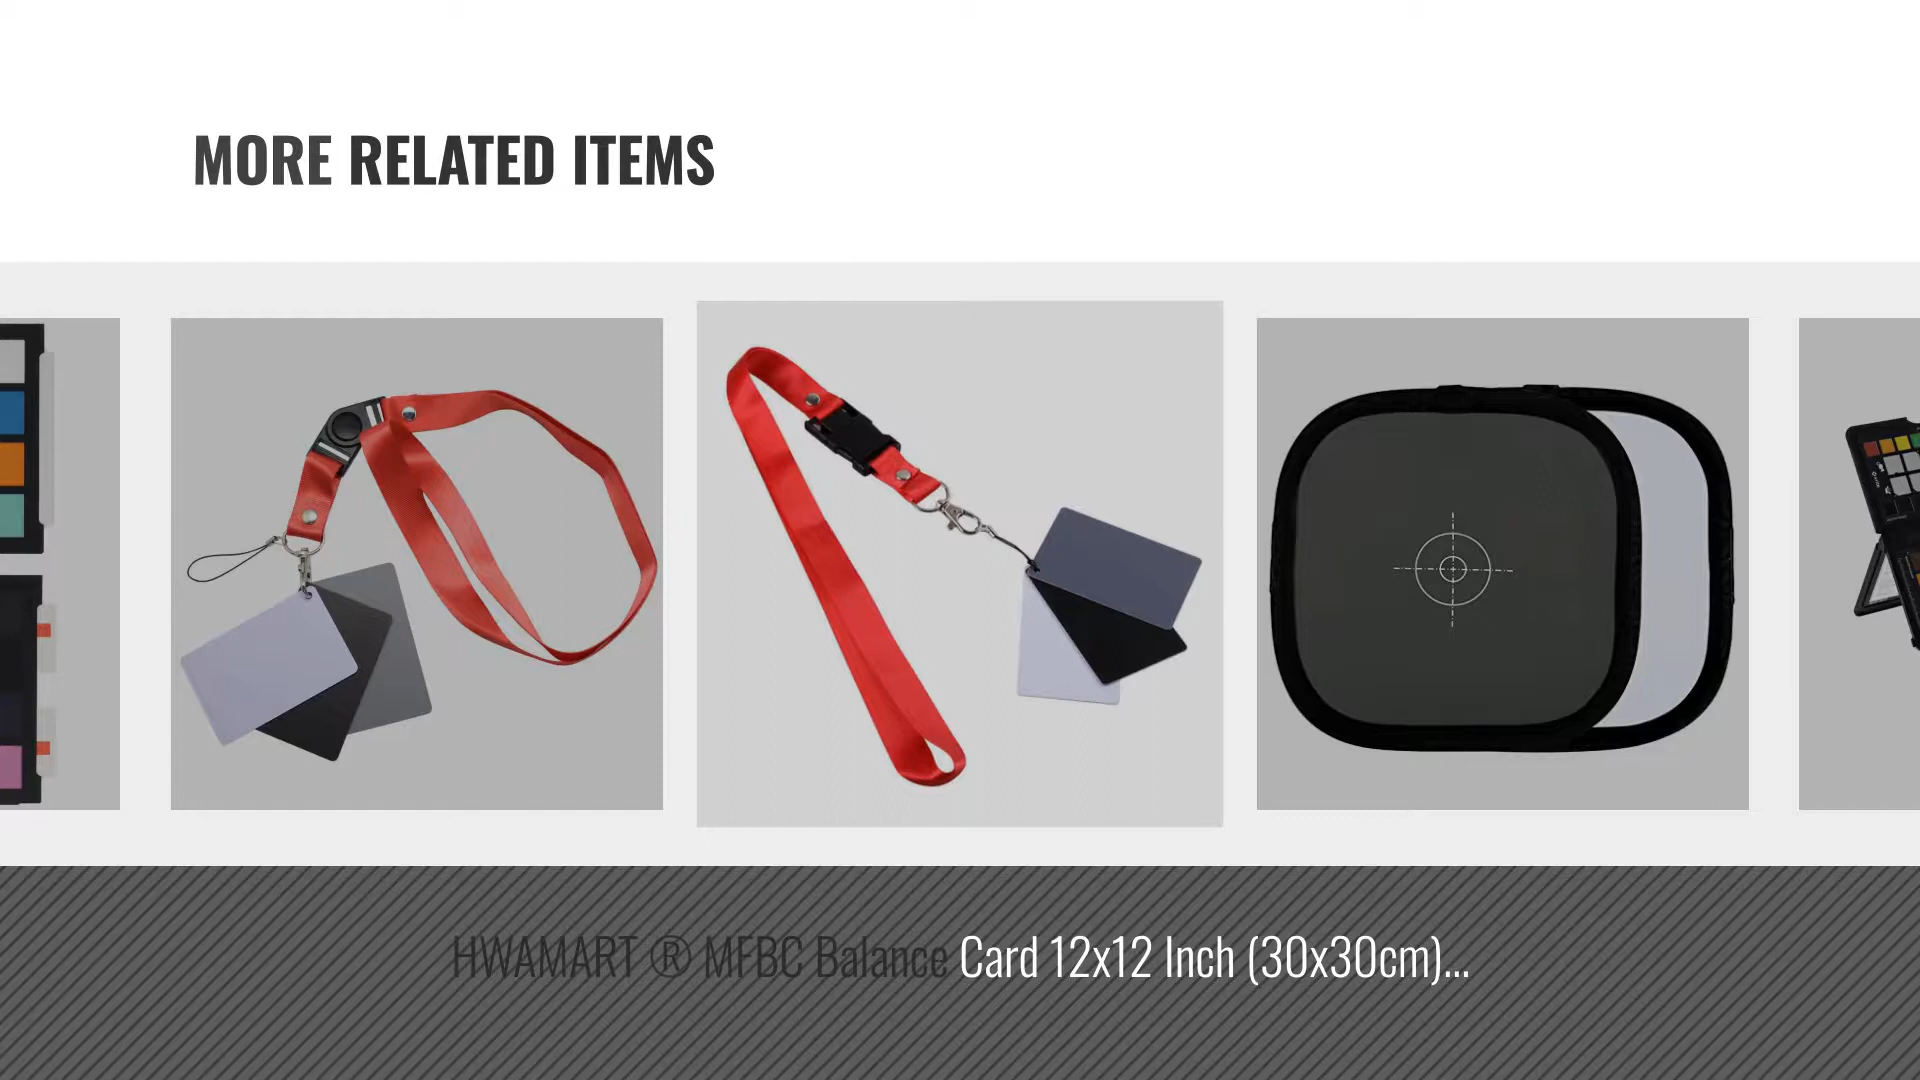 MORE RELATED ITEMS
HWAMART ® MFBC Balance Card 12x12 Inch (30x30cm)...